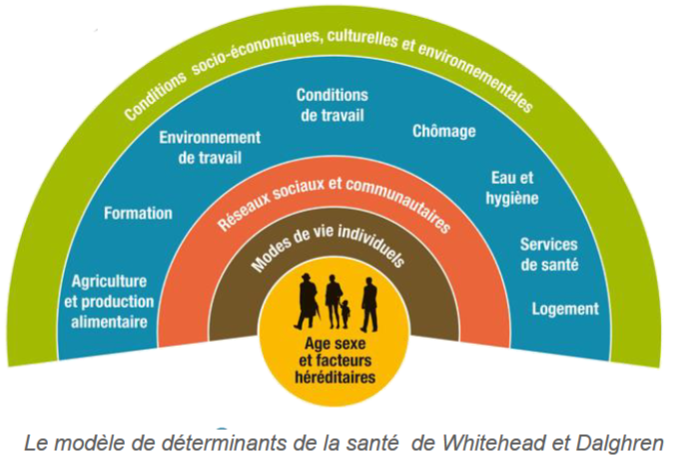 Conditions socio-économiques, culturelles et environnementales
Conditions
de travail
Environnement
de travail
Chômage
Eau et
hygiène
Formation
Services
de santé
Agriculture
et production
alimentaire
Logement
Réseaux sociaux et communautaires
Modes de vie individuels
Age sexe
et facteurs
héréditaires
Le modèle de déterminants de la santé de Whitehead et Dalghren